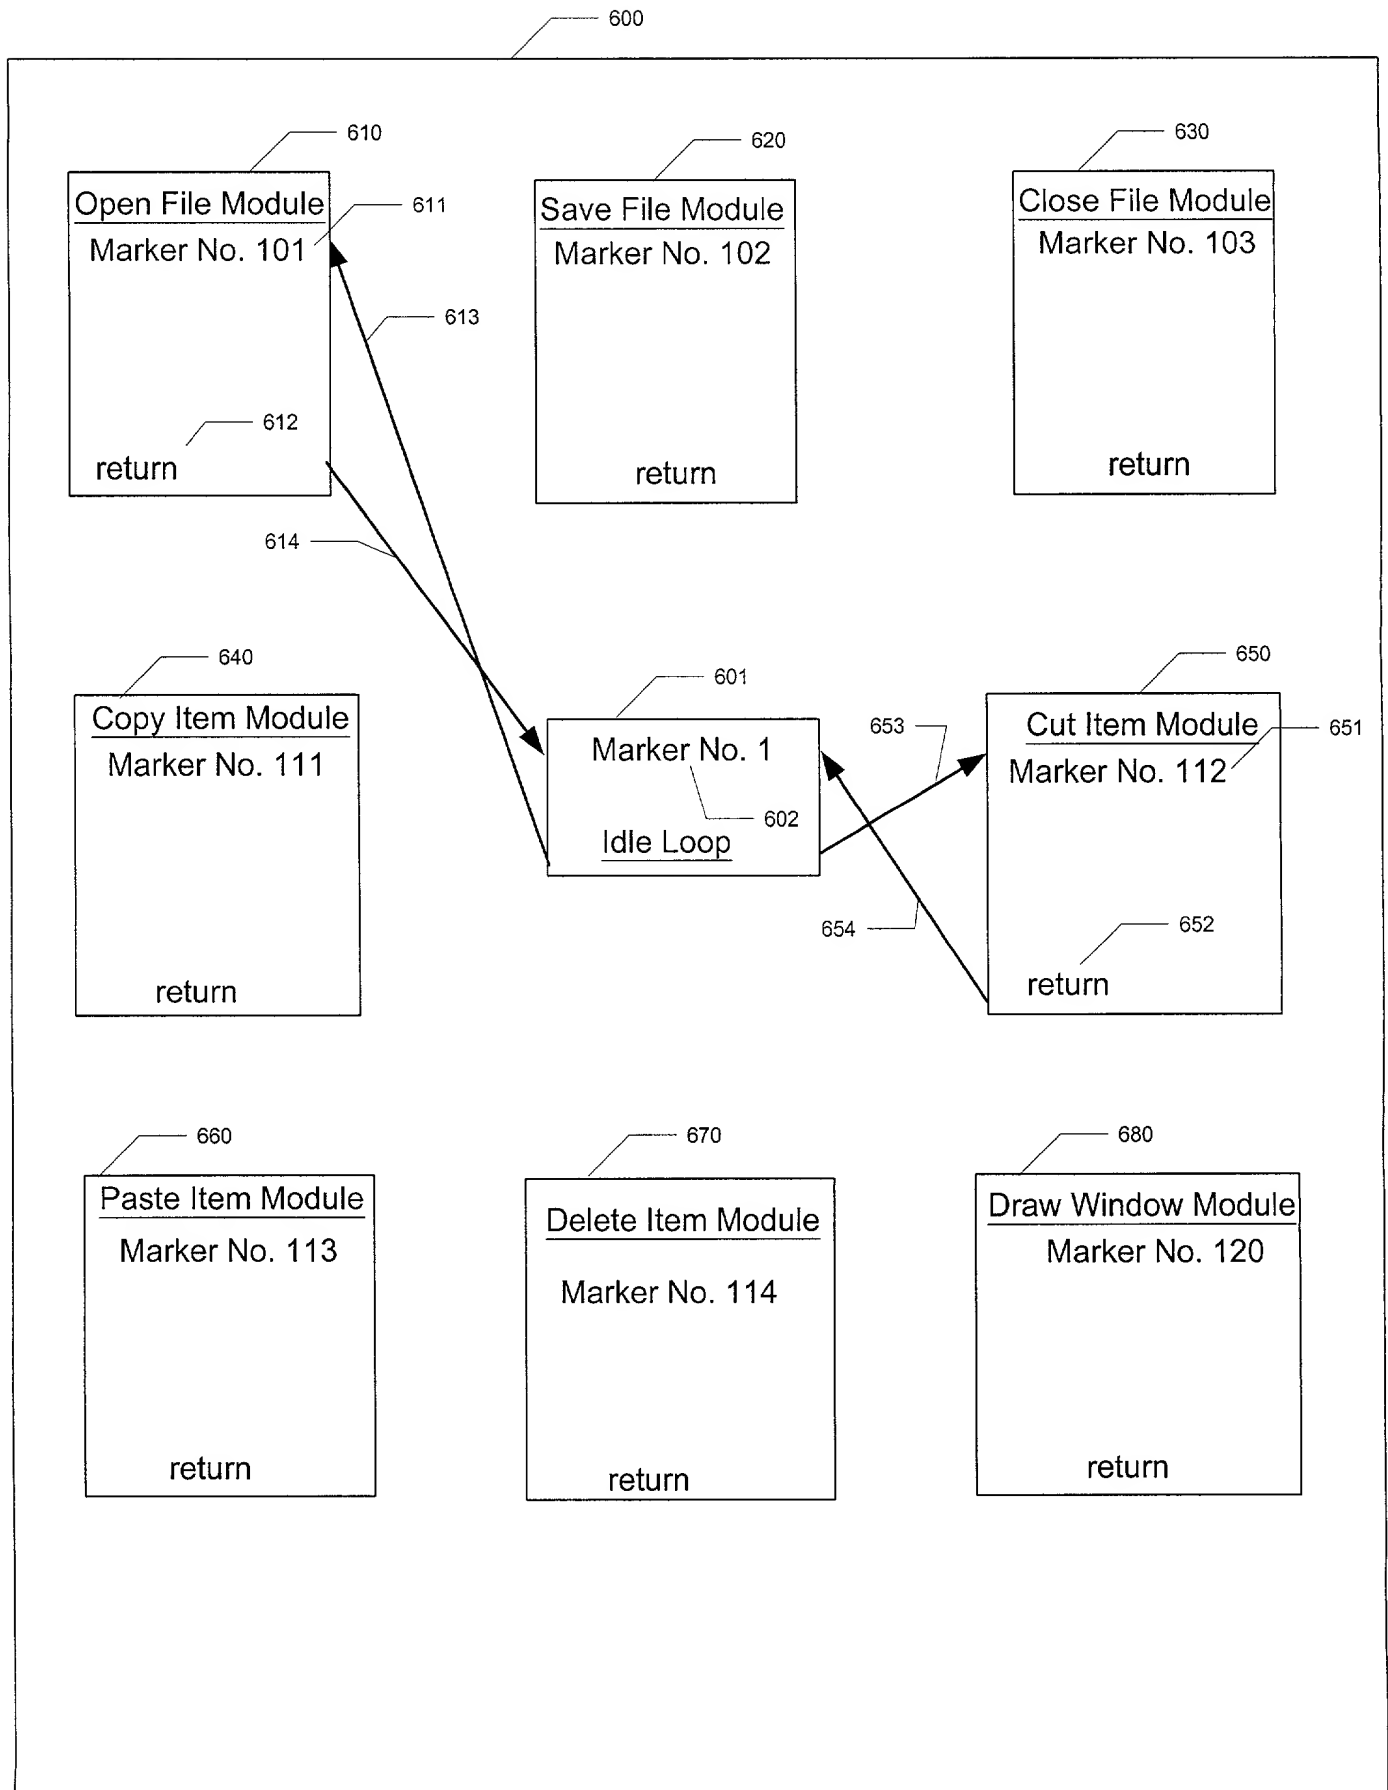 600
610
620
630
Open File Module
611
Marker No. 101
Save File Module
Marker No. 102
Close File Module
Marker No. 103
613
612
return
return
return
614
640
Copy Item Module
Marker No. 111
return
601
Marker No. 1
602
Idle Loop
653
654
650
Cut Item Module
651
Marker No. 112
652
return
660
Paste Item Module
Marker No. 113
return
670
Delete Item Module
Marker No. 114
return
680
Draw Window Module
Marker No. 120
return